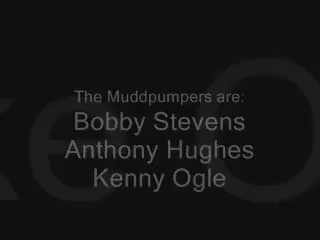 The Muddpumpers are:
Bobby Stevens
Anthony Hughes
Kenny Ogle